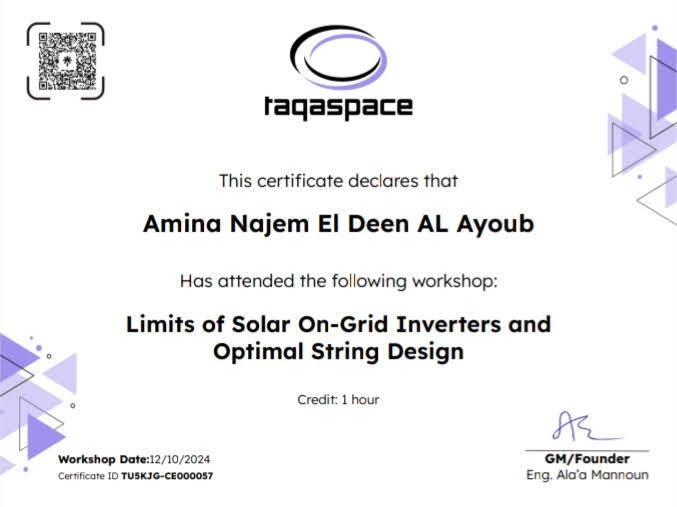 taqaspace
This certificate declares that
Amina Najem El Deen AL Ayoub
Has attended the following workshop:
Limits of Solar On-Grid Inverters and
Optimal String Design
Credit: 1 hour
Workshop Date:12/10/2024
Certificate ID TU5KJG-CE000057
GM/Founder
Eng. Ala'a Mannoun